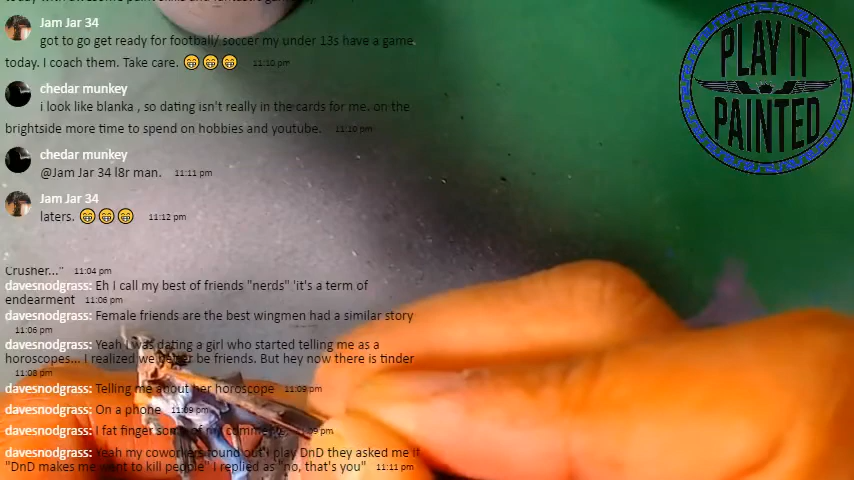 Jam Jar 34
got to go get ready for football/ soccer my under 13s have a game
today. I coach them. Take care. 😁 😁 😁 11:10 pm
chedar munkey
i look like blanka , so dating isn't really in the cards for me. on the
brightside more time to spend on hobbies and youtube. 11:10 pm
chedar munkey
@Jam Jar 34 l8r man. 11:11 pm
Jam Jar 34
laters. 😁 😁 😁 11:12 pm
Crusher..." 11:04 pm
davesnodgrass: Eh I call my best of friends "nerds" 'it's a term of
endearment 11:06 pm
davesnodgrass: Female friends are the best wingmen had a similar story
11:06 pm
davesnodgrass: Yeah I was dating a girl who started telling me as a
horoscopes... I realized we be friends. But hey now there is tinder
11:08 pm
davesnodgrass: Telling me about her horoscope 11:09 pm
davesnodgrass: On a phone 11:09 pm
davesnodgrass: I fat finger some of my
davesnodgrass: Yeah my coworkers found out I play DnD they asked me if
"DnD makes me want to kill people" I replied as "no, that's you" 11:11 pm
PLAY IT
PAINTED